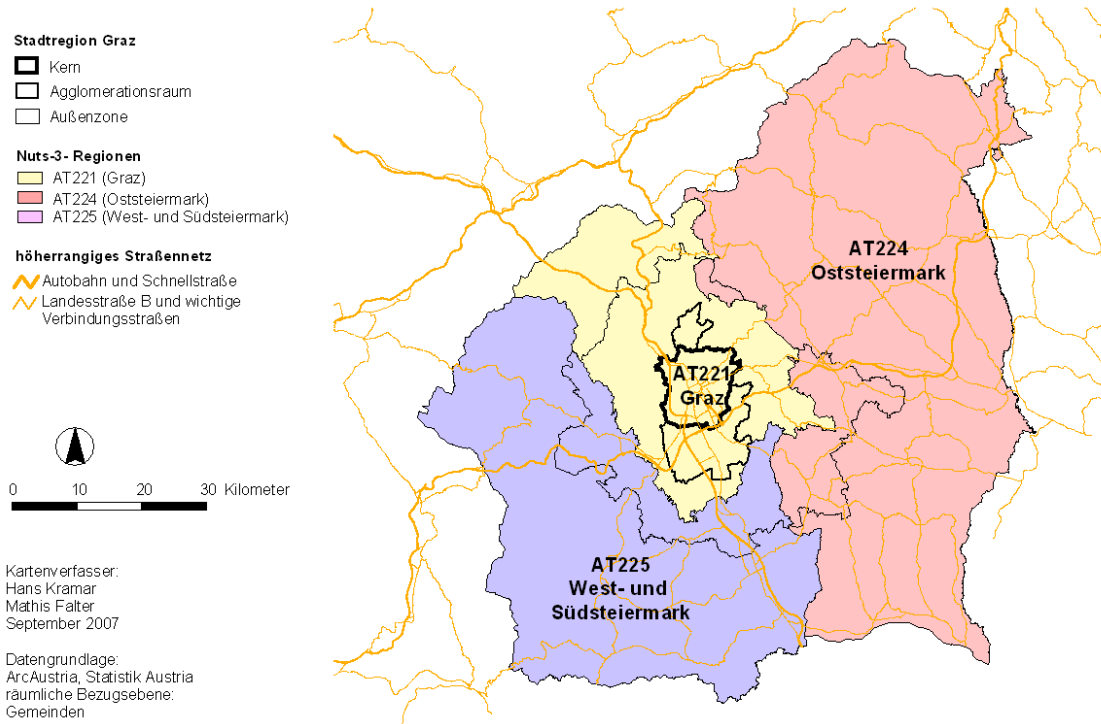 Stadtregion Graz
Kern
Agglomerationsraum
Außenzone
Nuts-3- Regionen
AT221 (Graz)
AT224 (Oststeiermark)
AT225 (West- und Südsteiermark)
höherrangiges Straßennetz
Autobahn und Schnellstraße
Landesstraße B und wichtige
Verbindungsstraßen
0 10 20 30 Kilometer
Kartenverfasser:
Hans Kramar
Mathis Falter
September 2007
Datengrundlage:
ArcAustria, Statistik Austria
räumliche Bezugsebene:
Gemeinden
AT224
Oststeiermark
AT221
Graz
AT225
West- und
Südsteiermark